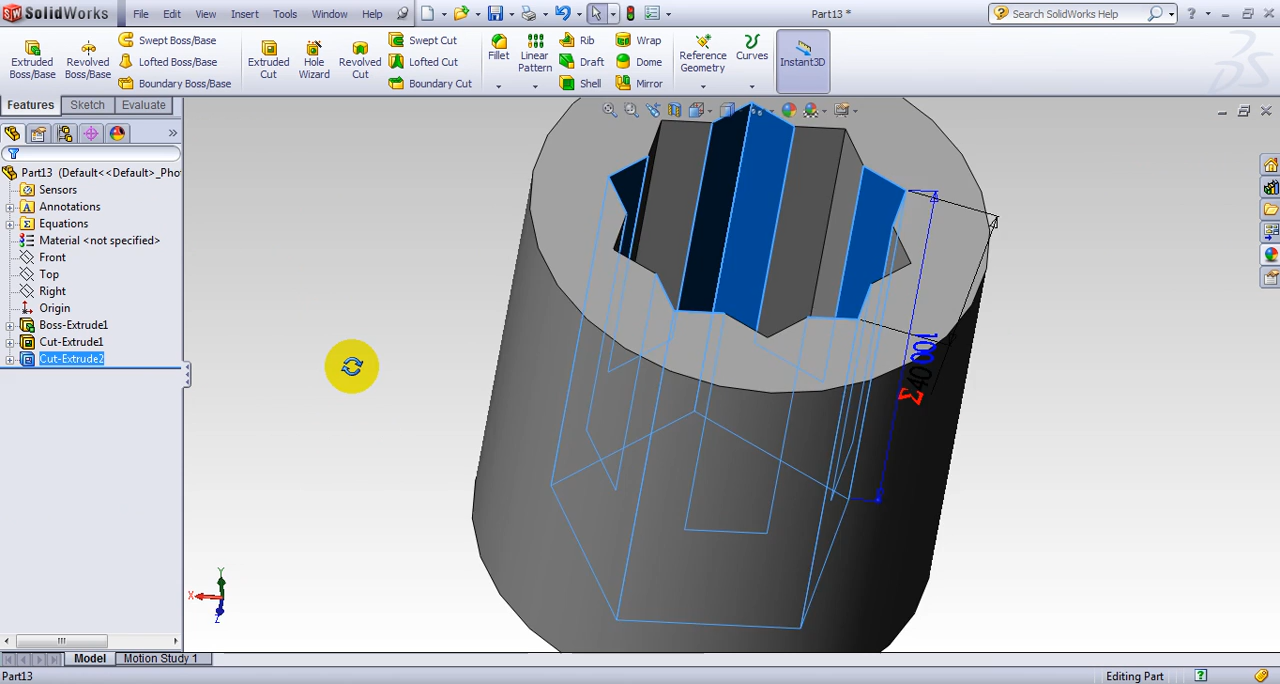 SolidWorks
File Edit View Insert Tools Window Help
Part13 *
Search SolidWorks Help
Extruded Boss/Base
Revolved Boss/Base
Swept Boss/Base
Lofted Boss/Base
Boundary Boss/Base
Extruded Cut
Hole Wizard
Revolved Cut
Swept Cut
Lofted Cut
Boundary Cut
Fillet
Linear Pattern
Rib
Draft
Shell
Wrap
Dome
Mirror
Reference Geometry
Curves
Instant3D
Features Sketch Evaluate
Part13 (Default<<Default>_Pho
Sensors
Annotations
Equations
Material <not specified>
Front
Top
Right
Origin
Boss-Extrude1
Cut-Extrude1
Cut-Extrude2
Y
X
Z
Model Motion Study 1
Part13
Editing Part